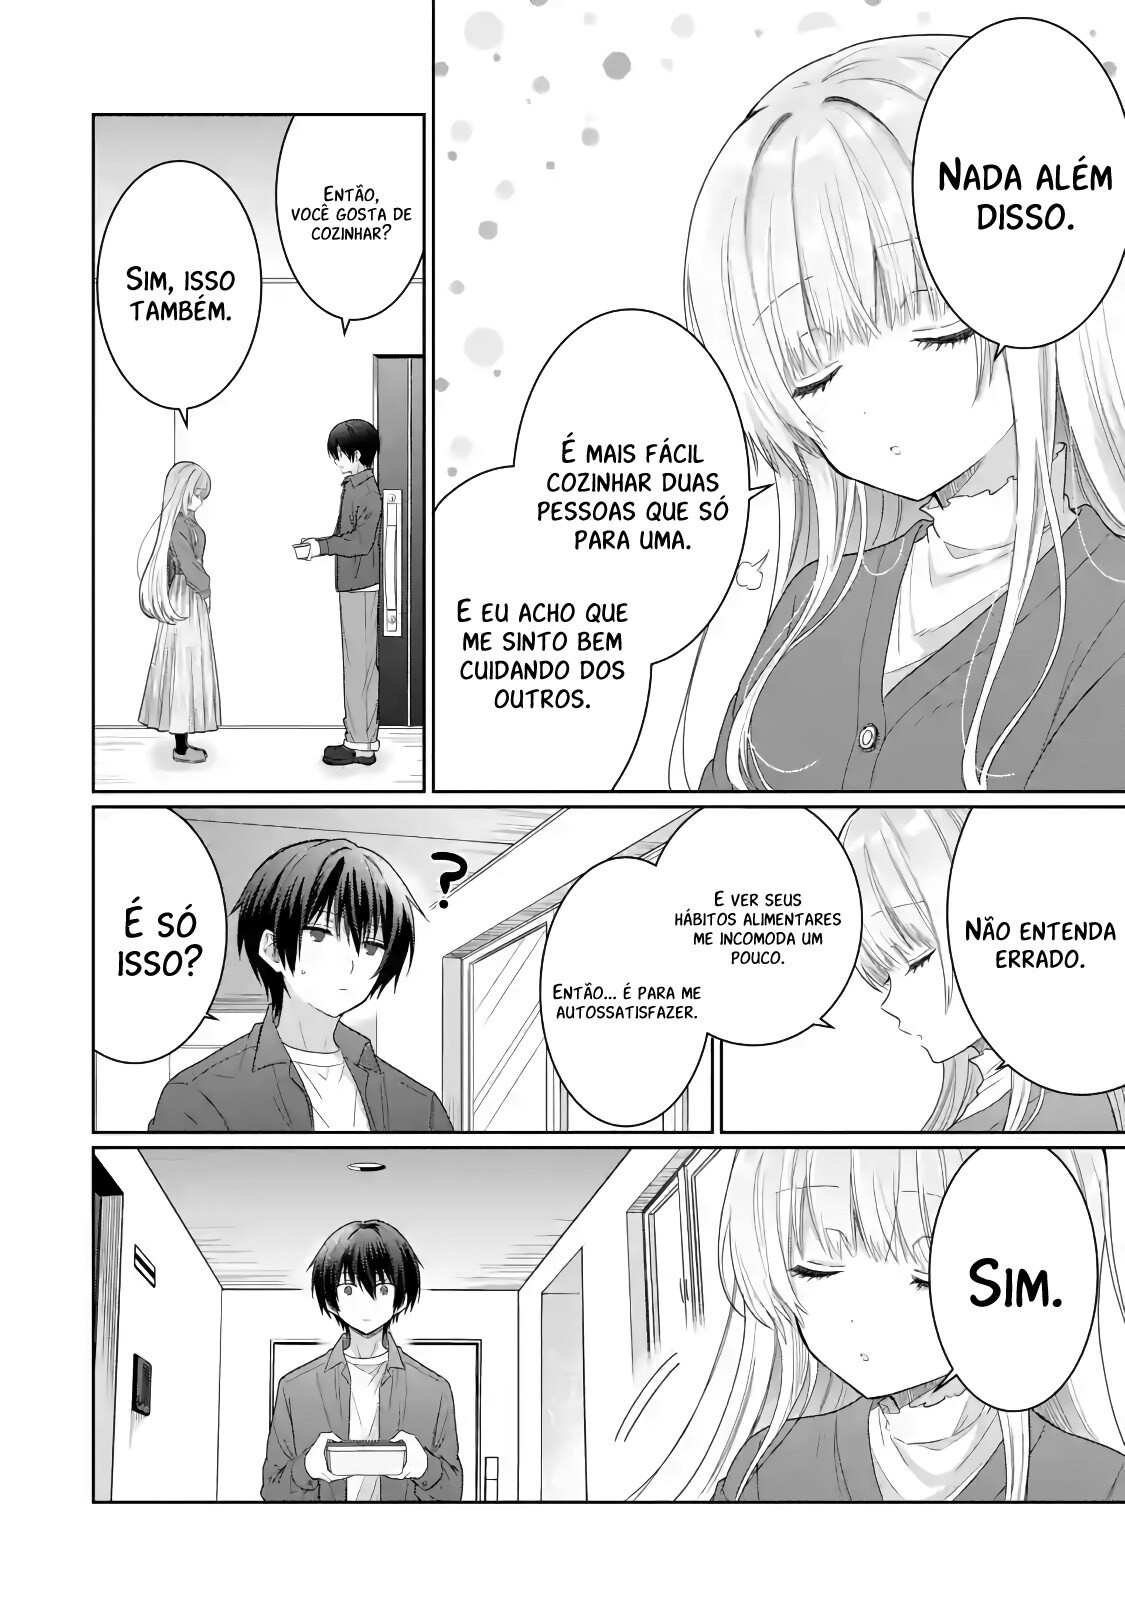 NADA ALÉM
DISSO.
É MAIS FÁCIL
COZINHAR DUAS
PESSOAS QUE SÓ
PARA UMA.
E EU ACHO QUE
ME SINTO BEM
CUIDANDO DOS
OUTROS.
ENTÃO,
VOCÊ GOSTA DE
COZINHAR?
SIM, ISSO
TAMBÉM.
NÃO ENTENDA
ERRADO.
E VER SEUS
HÁBITOS ALIMENTARES
ME INCOMODA UM
POUCO.
ENTÃO... É PARA ME
AUTOSSATISFAZER.
?
É SÓ
ISSO?
SIM.